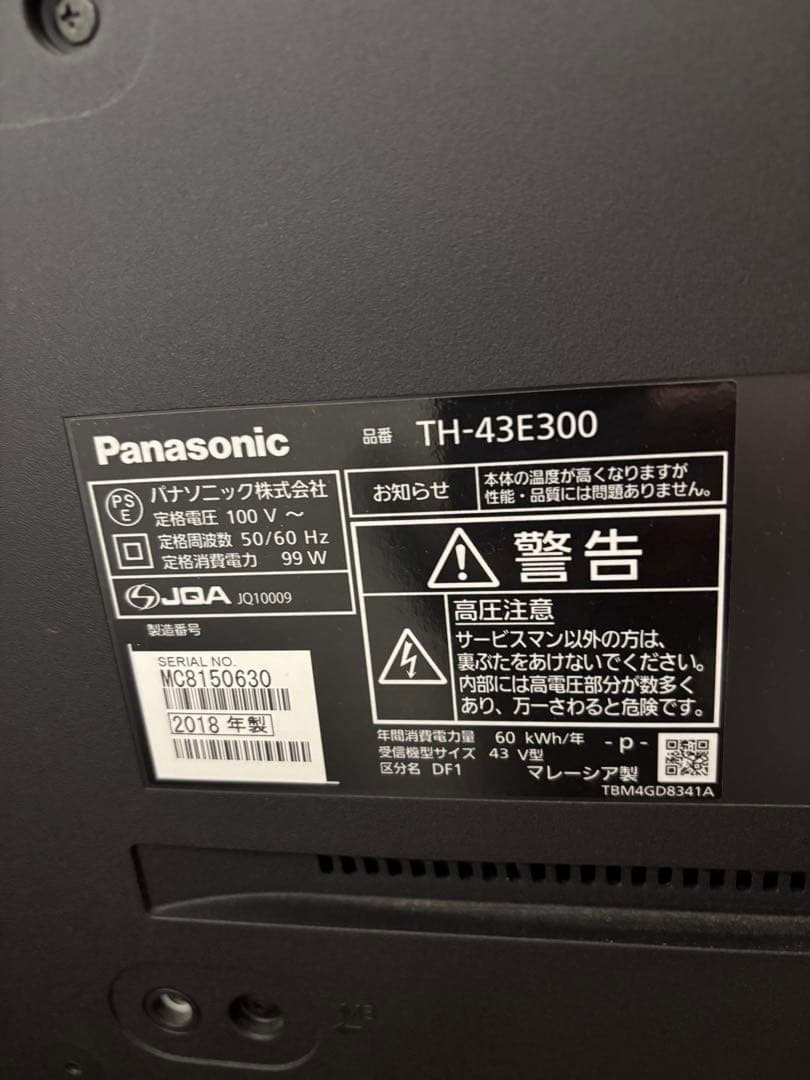 Panasonic
品番 TH-43E300
PS
E
パナソニック株式会社
定格電圧 100 V ～
定格周波数 50/60 Hz
定格消費電力 99 W
JQA JQ10009
製造番号
SERIAL NO.
MC8150630
2018 年製
お知らせ
本体の温度が高くなりますが
性能・品質には問題ありません。
警告
高圧注意
サービスマン以外の方は、
裏ぶたをあけないでください。
内部には高電圧部分が数多く
あり、万一さわると危険です。
年間消費電力量 60 kWh/年
受信機型サイズ 43 V型
区分名 DF1
- p -
マレーシア製
TBM4GD8341A